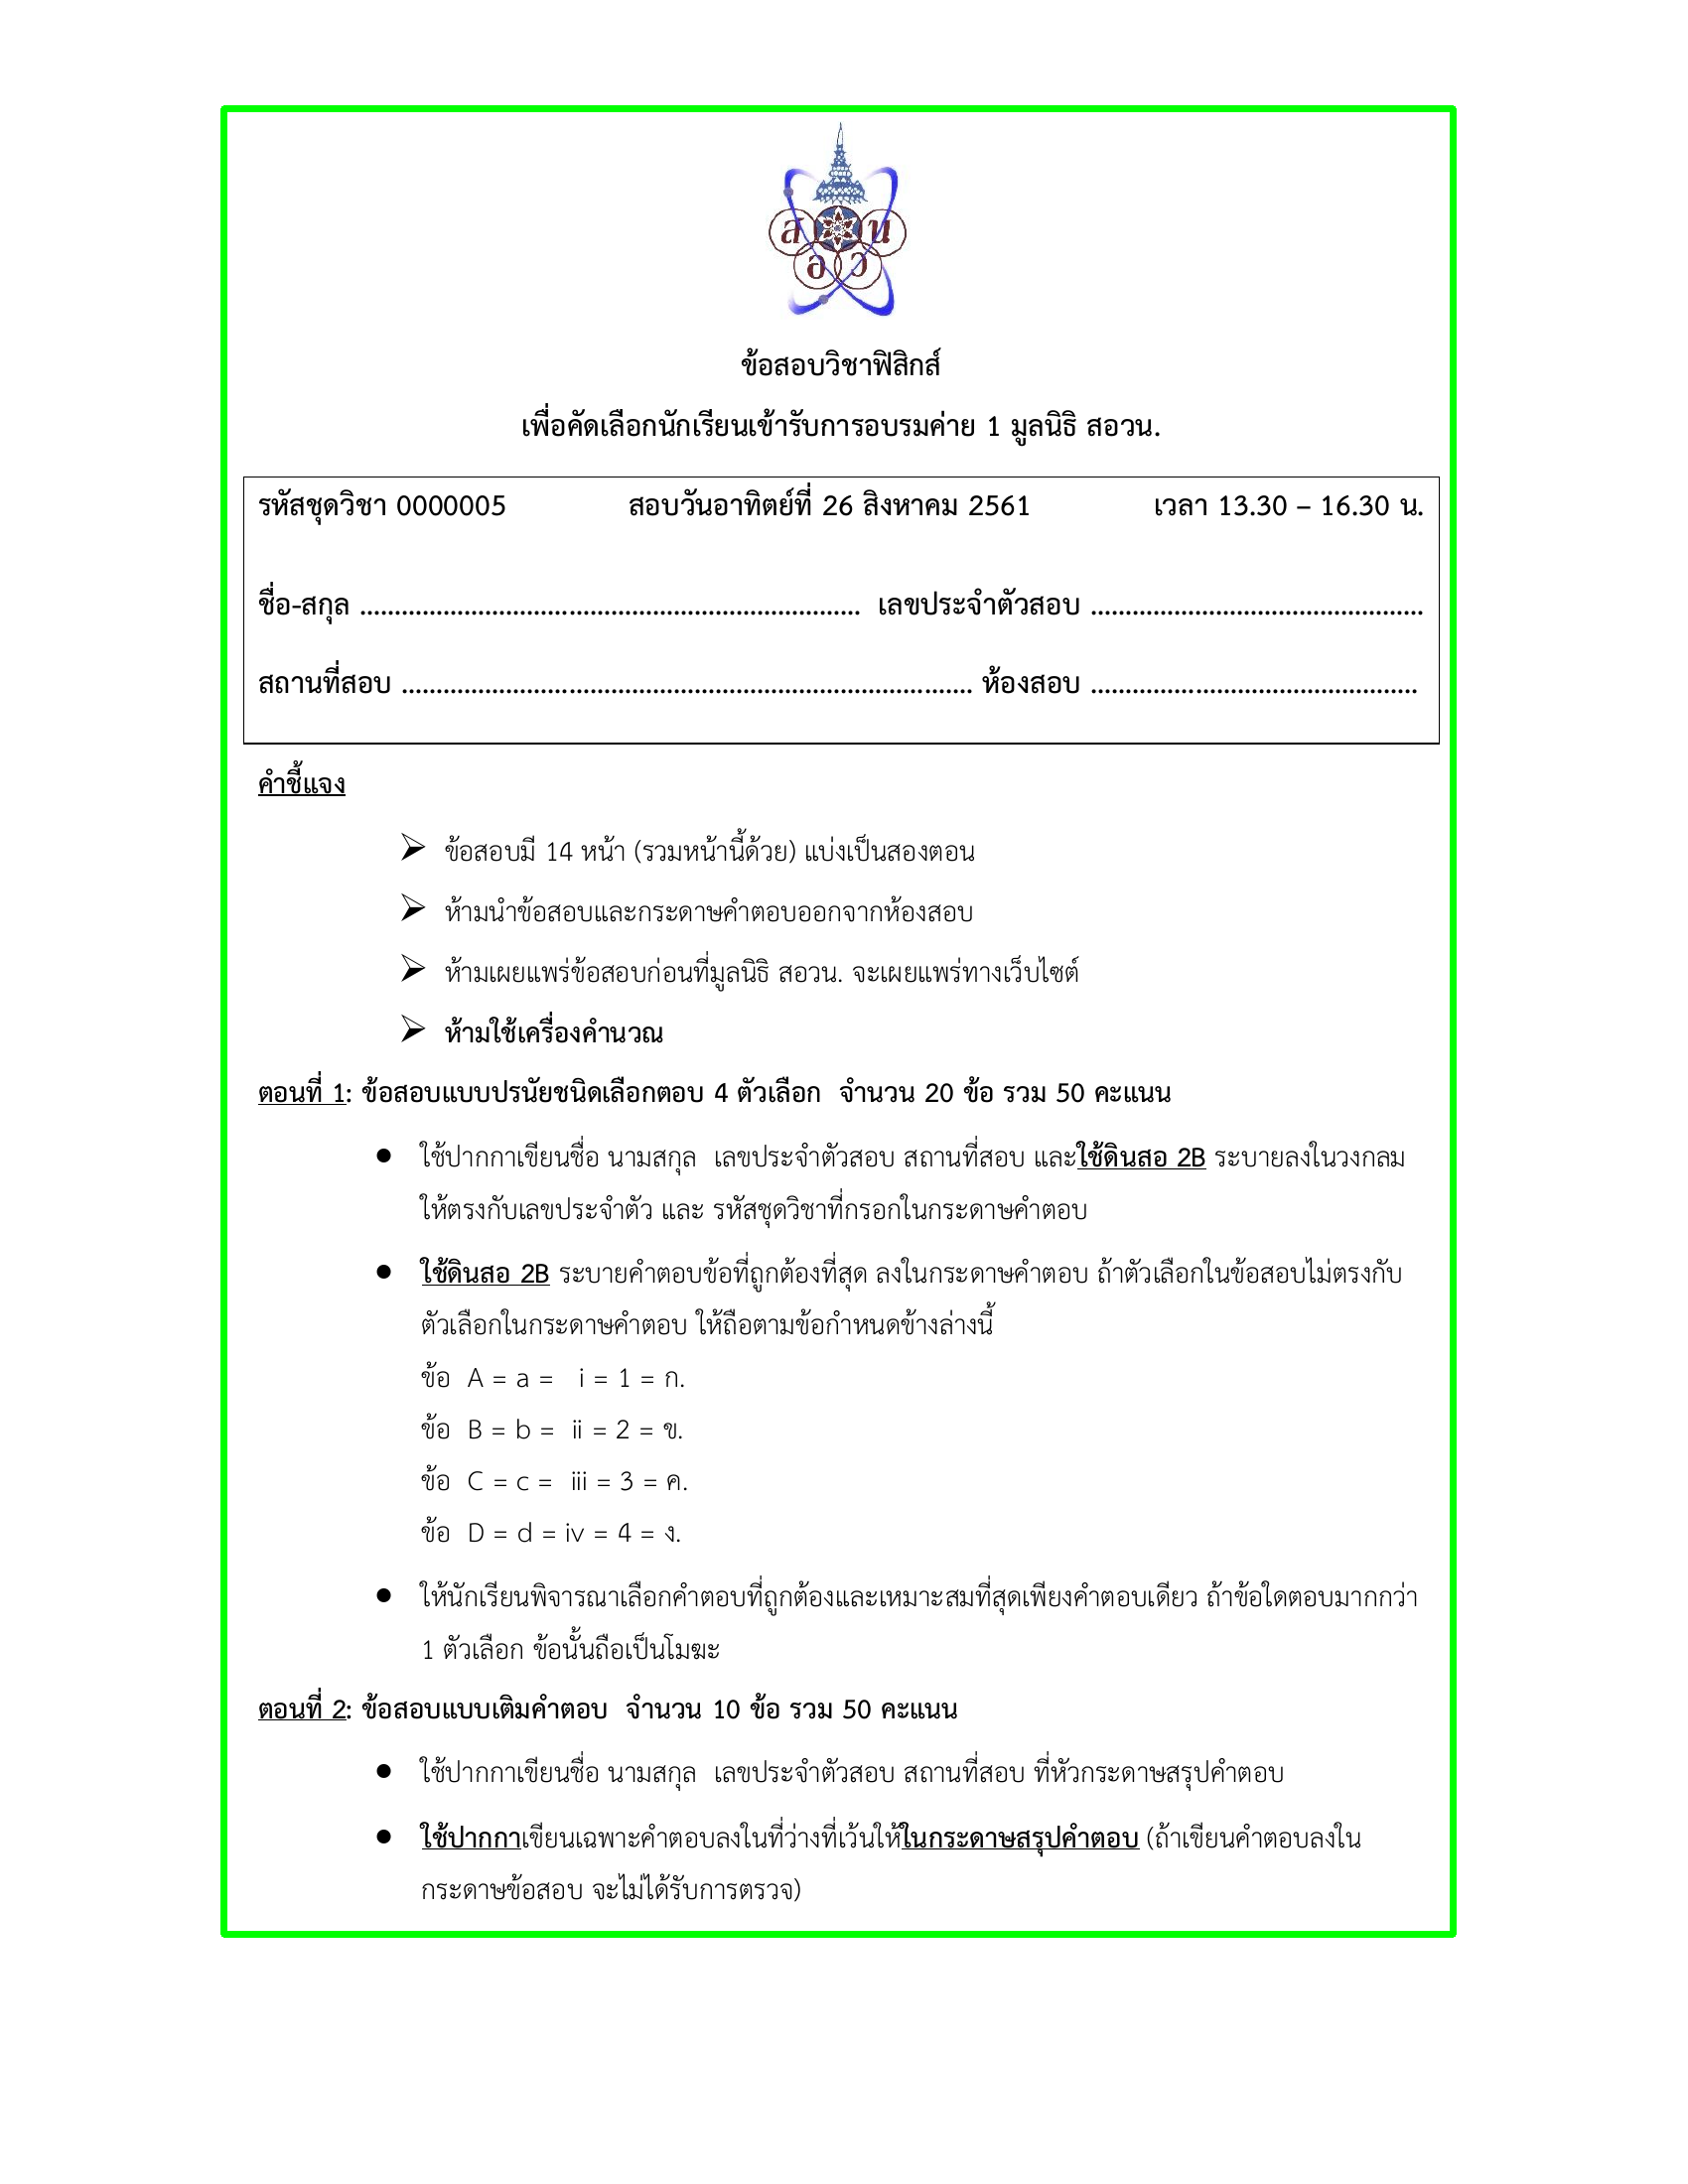 ส
น
อ
ว
ข้อสอบวิชาฟิสิกส์
เพื่อคัดเลือกนักเรียนเข้ารับการอบรมค่าย 1 มูลนิธิ สอวน.
รหัสชุดวิชา 0000005 สอบวันอาทิตย์ที่ 26 สิงหาคม 2561 เวลา 13.30 – 16.30 น.
ชื่อ-สกุล ........................................................................ เลขประจำตัวสอบ ................................................
สถานที่สอบ .................................................................................. ห้องสอบ ...............................................
คำชี้แจง
➢ ข้อสอบมี 14 หน้า (รวมหน้านี้ด้วย) แบ่งเป็นสองตอน
➢ ห้ามนำข้อสอบและกระดาษคำตอบออกจากห้องสอบ
➢ ห้ามเผยแพร่ข้อสอบก่อนที่มูลนิธิ สอวน. จะเผยแพร่ทางเว็บไซต์
➢ ห้ามใช้เครื่องคำนวณ
ตอนที่ 1: ข้อสอบแบบปรนัยชนิดเลือกตอบ 4 ตัวเลือก จำนวน 20 ข้อ รวม 50 คะแนน
● ใช้ปากกาเขียนชื่อ นามสกุล เลขประจำตัวสอบ สถานที่สอบ และใช้ดินสอ 2B ระบายลงในวงกลม
ให้ตรงกับเลขประจำตัว และ รหัสชุดวิชาที่กรอกในกระดาษคำตอบ
● ใช้ดินสอ 2B ระบายคำตอบข้อที่ถูกต้องที่สุด ลงในกระดาษคำตอบ ถ้าตัวเลือกในข้อสอบไม่ตรงกับ
ตัวเลือกในกระดาษคำตอบ ให้ถือตามข้อกำหนดข้างล่างนี้
ข้อ A = a = i = 1 = ก.
ข้อ B = b = ii = 2 = ข.
ข้อ C = c = iii = 3 = ค.
ข้อ D = d = iv = 4 = ง.
● ให้นักเรียนพิจารณาเลือกคำตอบที่ถูกต้องและเหมาะสมที่สุดเพียงคำตอบเดียว ถ้าข้อใดตอบมากกว่า
1 ตัวเลือก ข้อนั้นถือเป็นโมฆะ
ตอนที่ 2: ข้อสอบแบบเติมคำตอบ จำนวน 10 ข้อ รวม 50 คะแนน
● ใช้ปากกาเขียนชื่อ นามสกุล เลขประจำตัวสอบ สถานที่สอบ ที่หัวกระดาษสรุปคำตอบ
● ใช้ปากกาเขียนเฉพาะคำตอบลงในที่ว่างที่เว้นให้ในกระดาษสรุปคำตอบ (ถ้าเขียนคำตอบลงใน
กระดาษข้อสอบ จะไม่ได้รับการตรวจ)